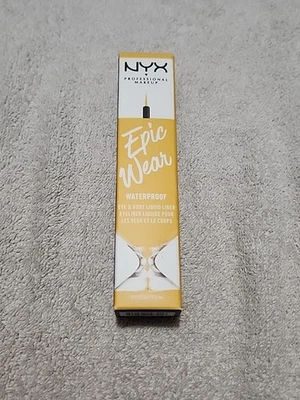 NYX
PROFESSIONAL
MAKEUP
Epic
Wear
WATERPROOF
EYE & BODY LIQUID LINER
EYELINER LIQUIDE POUR
LES YEUX ET LE CORPS